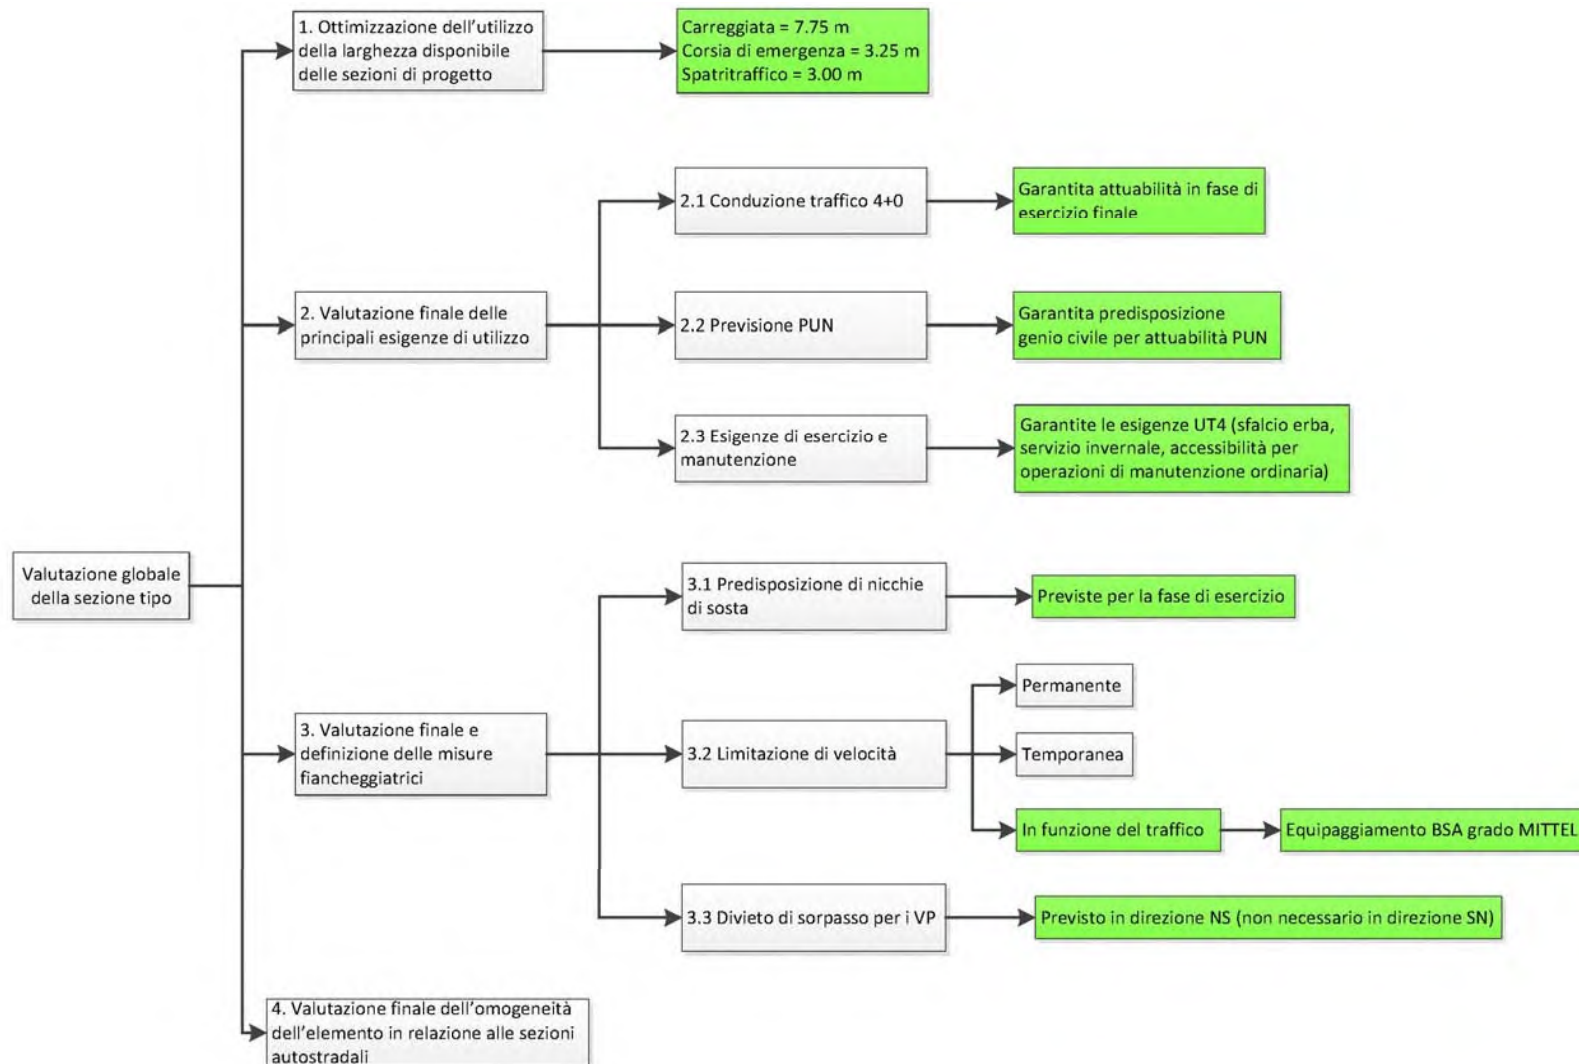 1. Ottimizzazione dell'utilizzo
della larghezza disponibile
delle sezioni di progetto
Carreggiata = 7.75 m
Corsia di emergenza = 3.25 m
Spatritraffico = 3.00 m
2. Valutazione finale delle
principali esigenze di utilizzo
2.1 Conduzione traffico 4+0
Garantita attuabilità in fase di
esercizio finale
2.2 Previsione PUN
Garantita predisposizione
genio civile per attuabilità PUN
2.3 Esigenze di esercizio e
manutenzione
Garantite le esigenze UT4 (sfalcio erba,
servizio invernale, accessibilità per
operazioni di manutenzione ordinaria)
Valutazione globale
della sezione tipo
3. Valutazione finale e
definizione delle misure
fiancheggiatrici
3.1 Predisposizione di nicchie
di sosta
Previste per la fase di esercizio
3.2 Limitazione di velocità
Permanente
Temporanea
In funzione del traffico
Equipaggiamento BSA grado MITTEL
3.3 Divieto di sorpasso per i VP
Previsto in direzione NS (non necessario in direzione SN)
4. Valutazione finale dell'omogeneità
dell'elemento in relazione alle sezioni
autostradali